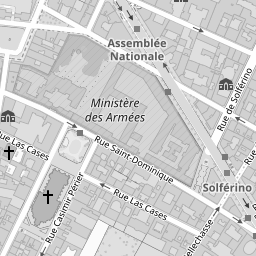 Assemblée
Nationale
Rue de Solférino
Ministère
des Armées
Rue Saint-Dominique
Rue Las Cases
Solférino
Rue Las Cases
Rue Casimir Périer
ellechasse